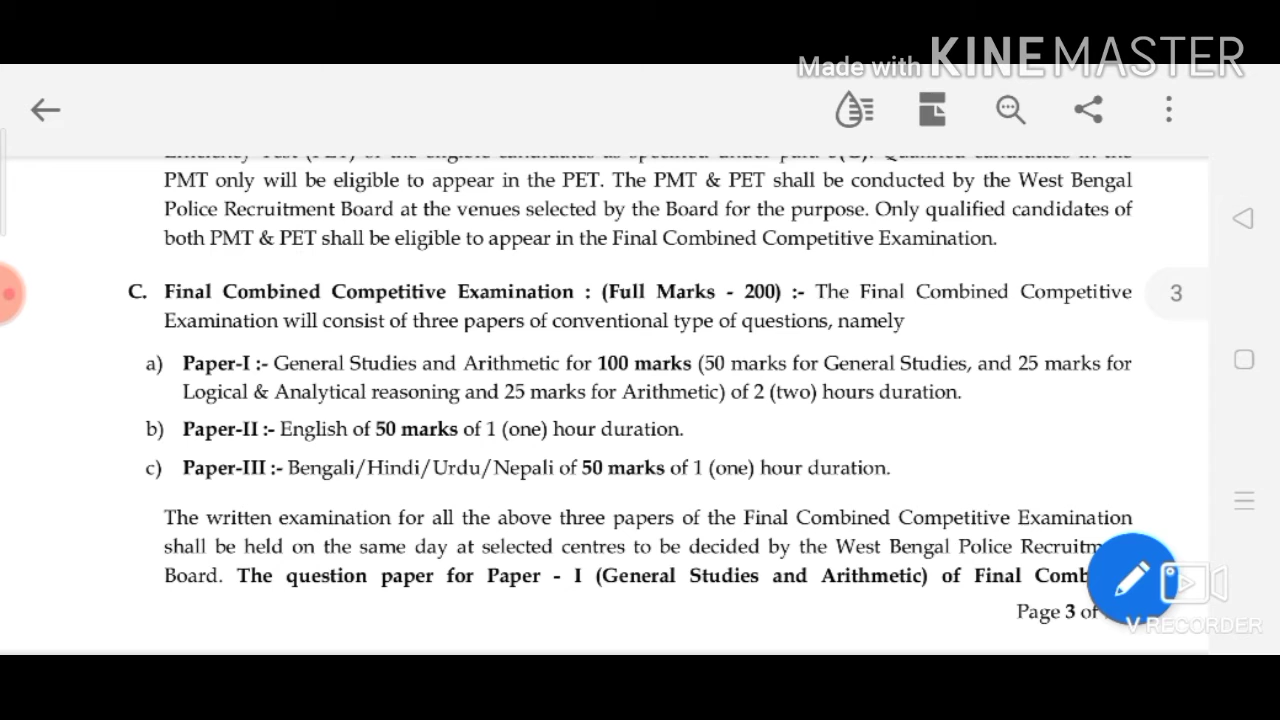 Made with KINEMASTER
PMT only will be eligible to appear in the PET. The PMT & PET shall be conducted by the West Bengal
Police Recruitment Board at the venues selected by the Board for the purpose. Only qualified candidates of
both PMT & PET shall be eligible to appear in the Final Combined Competitive Examination.
C. Final Combined Competitive Examination : (Full Marks - 200) :- The Final Combined Competitive
3
Examination will consist of three papers of conventional type of questions, namely
a) Paper-I :- General Studies and Arithmetic for 100 marks (50 marks for General Studies, and 25 marks for
Logical & Analytical reasoning and 25 marks for Arithmetic) of 2 (two) hours duration.
b) Paper-II :- English of 50 marks of 1 (one) hour duration.
c) Paper-III :- Bengali/Hindi/Urdu/Nepali of 50 marks of 1 (one) hour duration.
The written examination for all the above three papers of the Final Combined Competitive Examination
shall be held on the same day at selected centres to be decided by the West Bengal Police
Board. The question paper for Paper - I (General Studies and Arithmetic) of Final
Page 3 of
V RECORDER